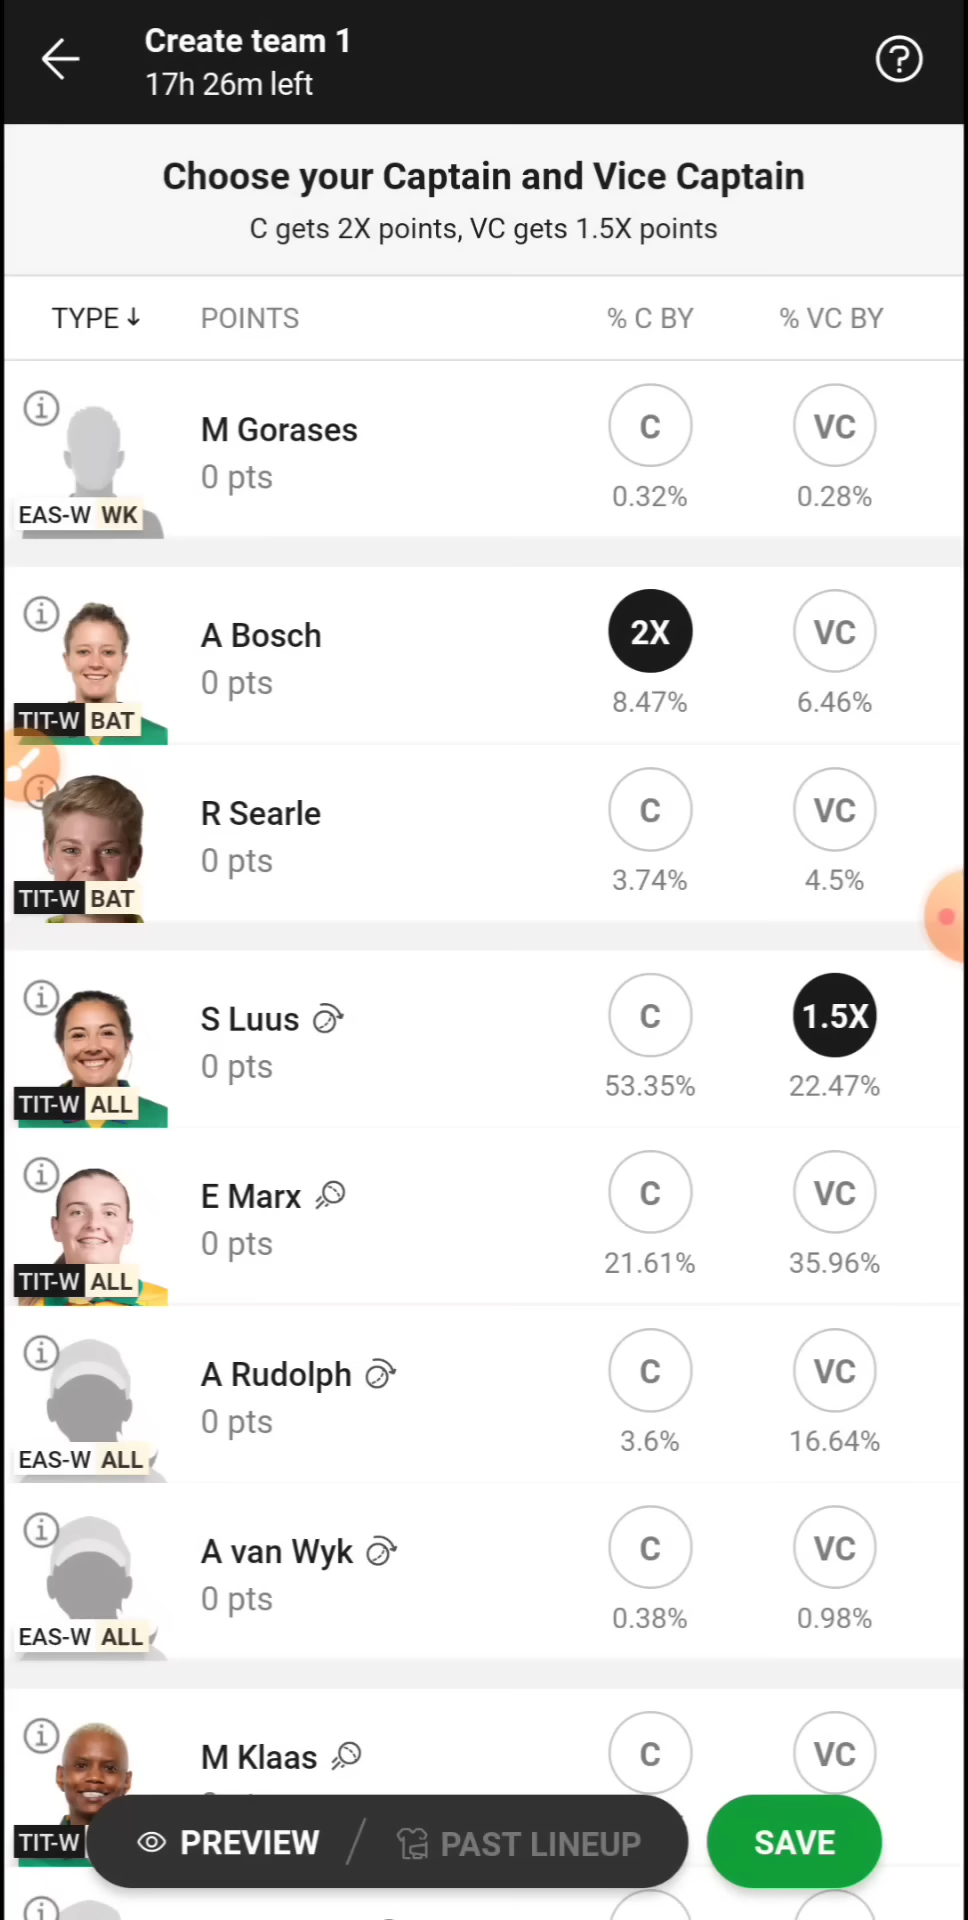 Create team 1
17h 26m left
Choose your Captain and Vice Captain
C gets 2X points, VC gets 1.5X points
TYPE↓ POINTS % C BY % VC BY
M Gorases C VC
0 pts 0.32% 0.28%
EAS-W WK
A Bosch 2X VC
0 pts 8.47% 6.46%
TIT-W BAT
R Searle C VC
0 pts 3.74% 4.5%
TIT-W BAT
S Luus C 1.5X
0 pts 53.35% 22.47%
TIT-W ALL
E Marx C VC
0 pts 21.61% 35.96%
TIT-W ALL
A Rudolph C VC
0 pts 3.6% 16.64%
EAS-W ALL
A van Wyk C VC
0 pts 0.38% 0.98%
EAS-W ALL
M Klaas C VC
TIT-W PREVIEW / PAST LINEUP SAVE